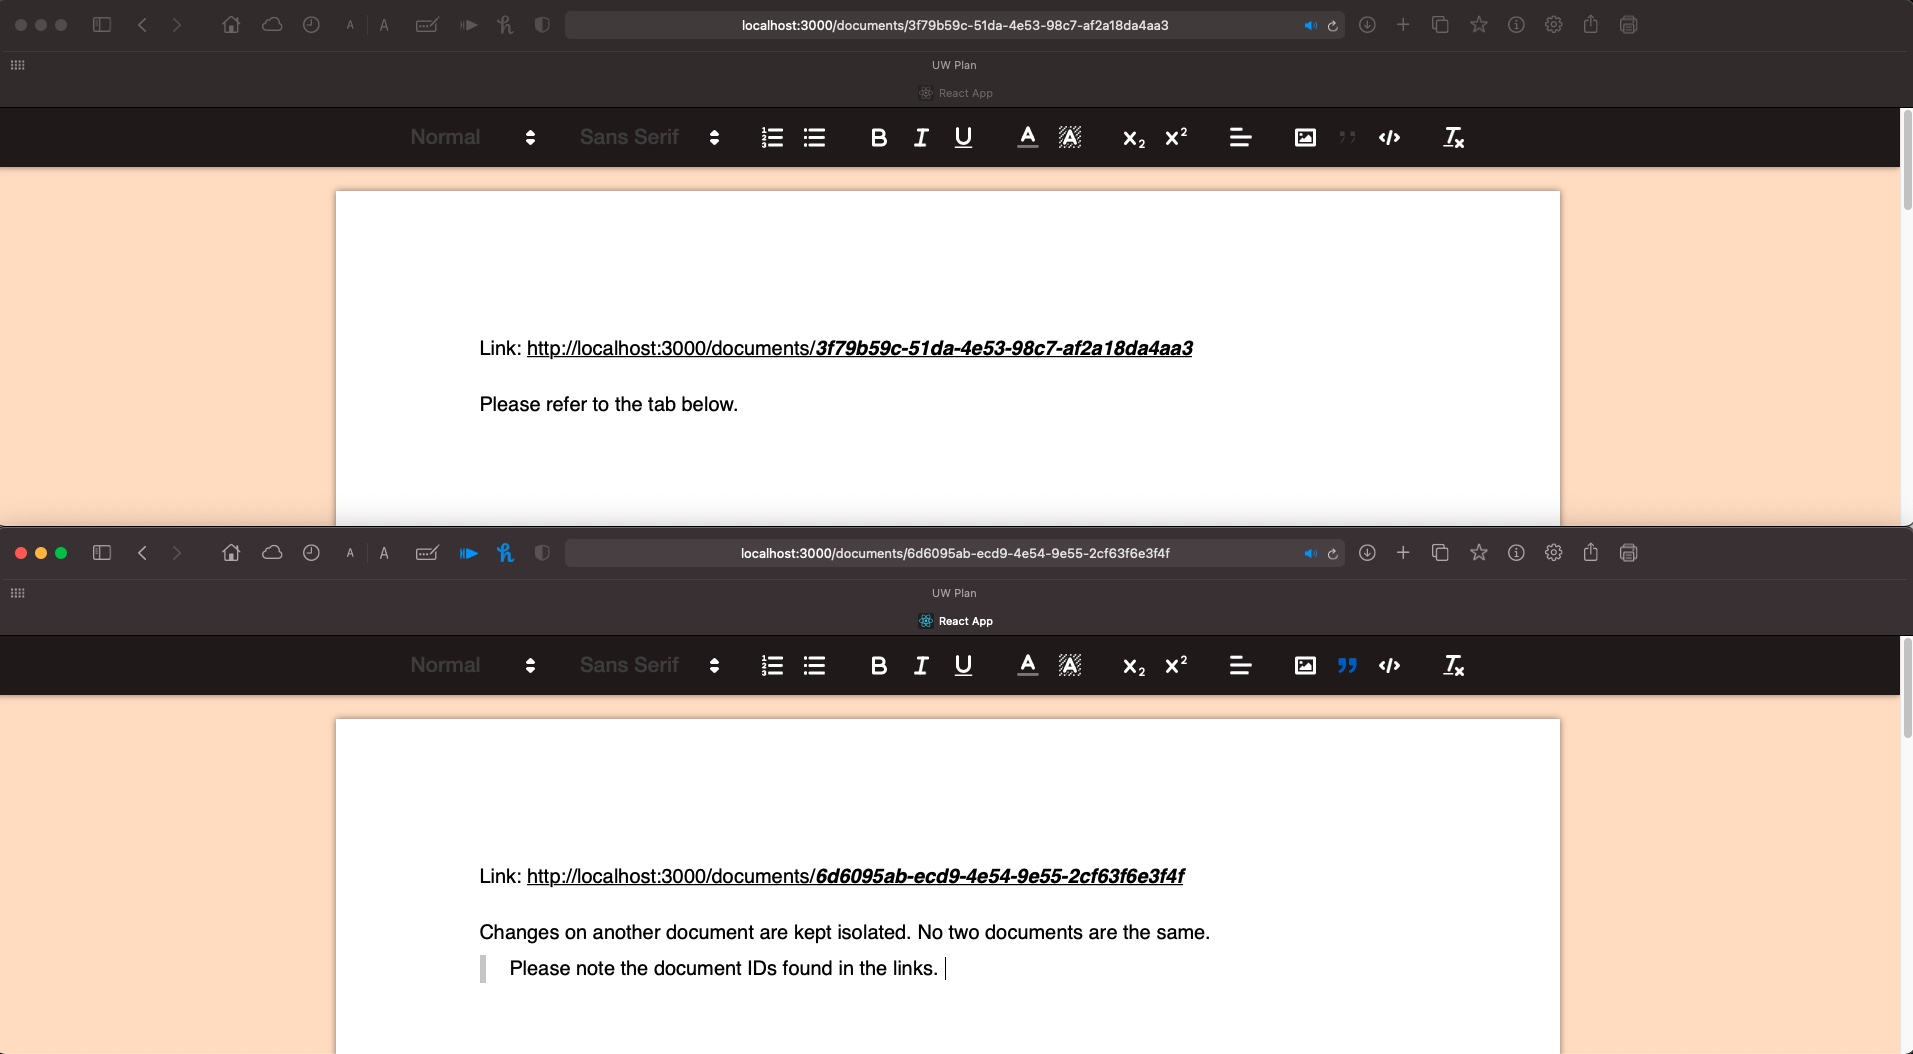 localhost:3000/documents/3f79b59c-51da-4e53-98c7-af2a18da4aa3
UW Plan
React App
Normal Sans Serif
Link: http://localhost:3000/documents/3f79b59c-51da-4e53-98c7-af2a18da4aa3
Please refer to the tab below.
localhost:3000/documents/6d6095ab-ecd9-4e54-9e55-2cf63f6e3f4f
UW Plan
React App
Normal Sans Serif
Link: http://localhost:3000/documents/6d6095ab-ecd9-4e54-9e55-2cf63f6e3f4f
Changes on another document are kept isolated. No two documents are the same.
Please note the document IDs found in the links.